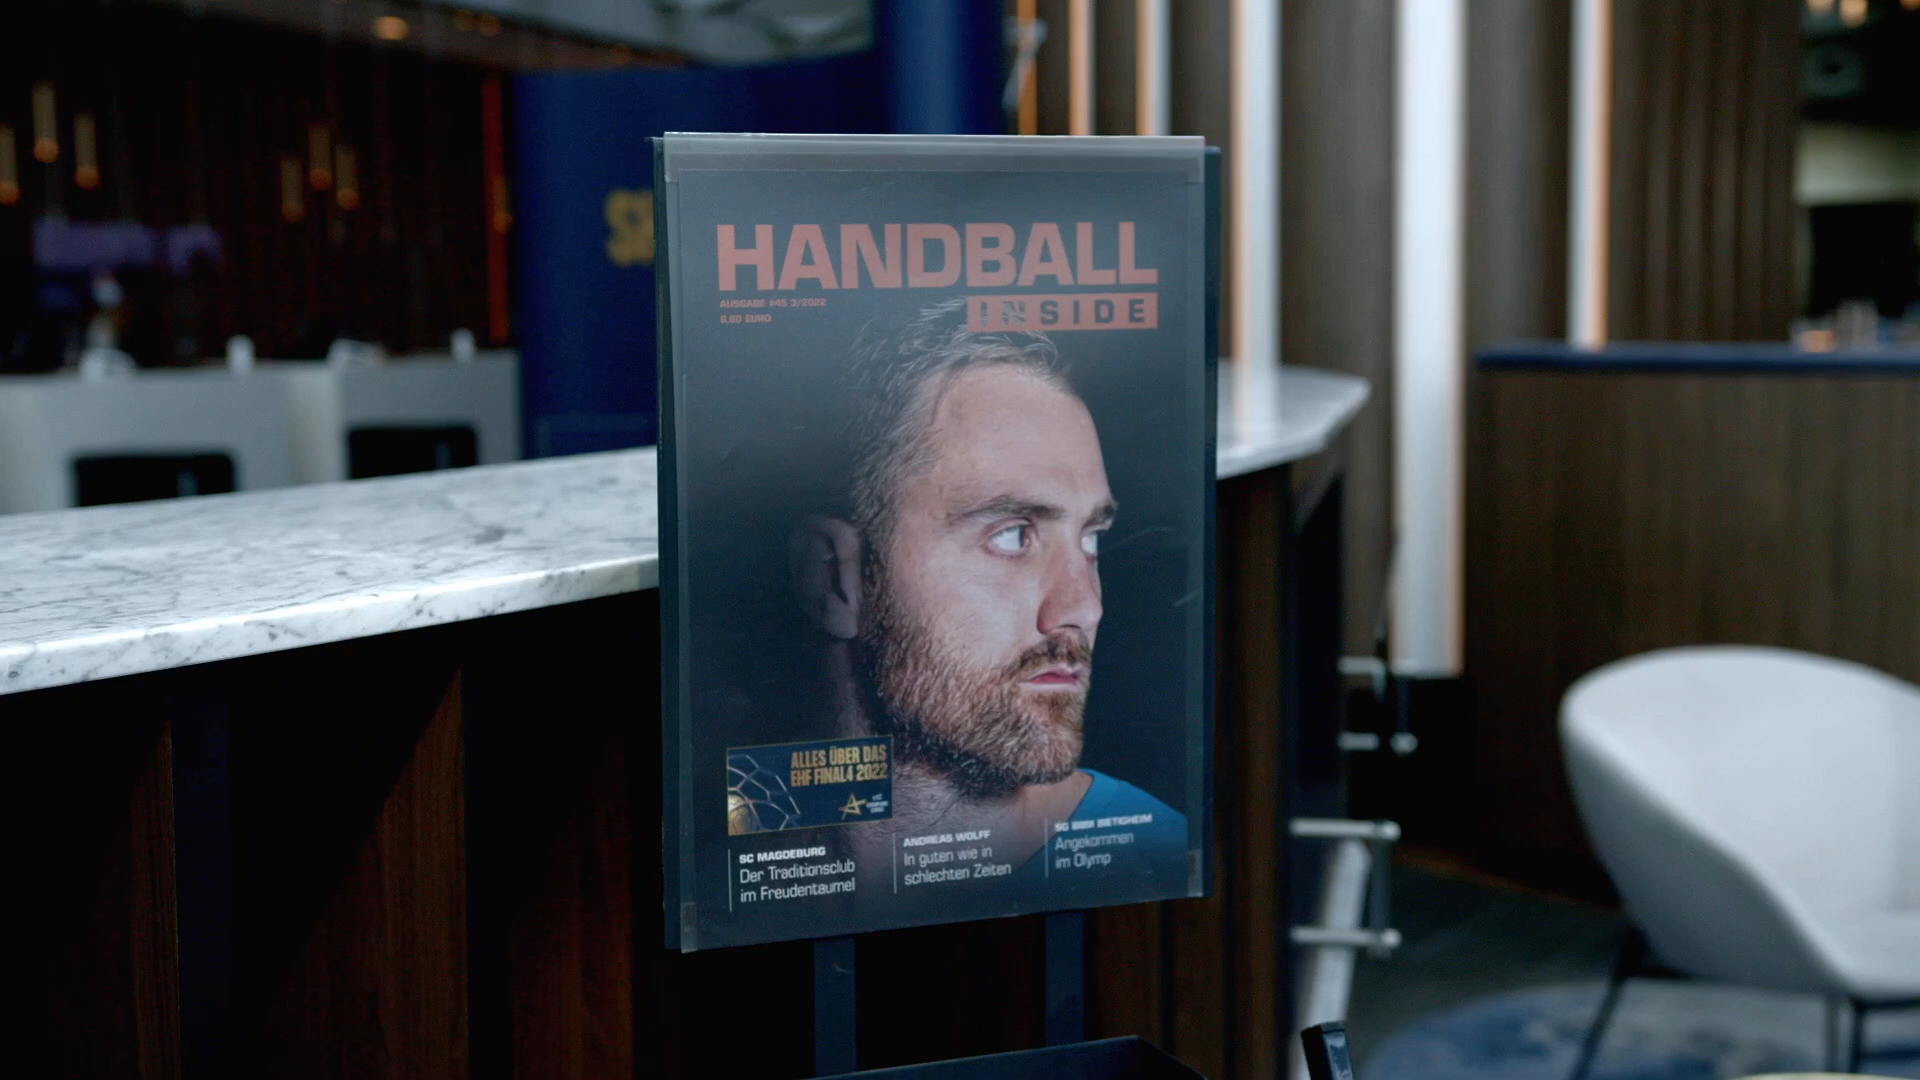 HANDBALL
INSIDE
AUSGABE #45 3/2022
6,80 EURO
ALLES ÜBER DAS
EHF FINAL4 2022
SC MAGDEBURG
Der Traditionsclub
im Freudentaumel
ANDREAS WOLFF
In guten wie in
schlechten Zeiten
SG BBM BIETIGHEIM
Angekommen
im Olymp